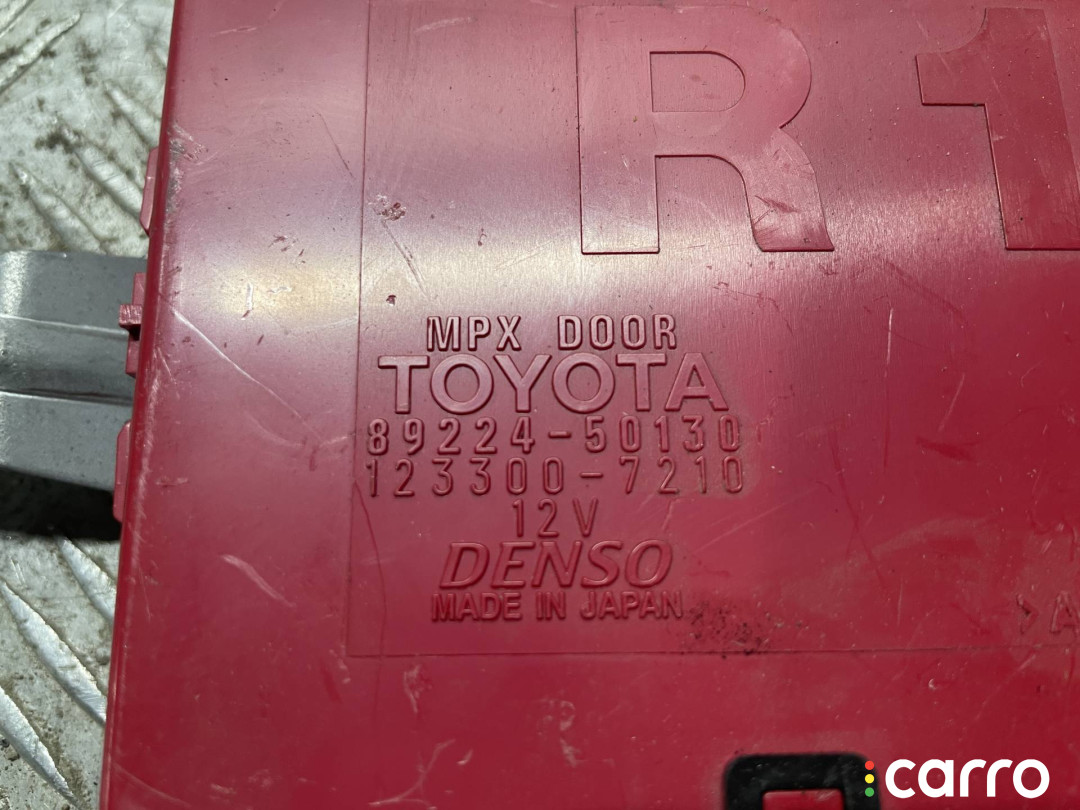 R1
MPX DOOR
TOYOTA
89224-50130
123300-7210
12V
DENSO
MADE IN JAPAN
>A
carro